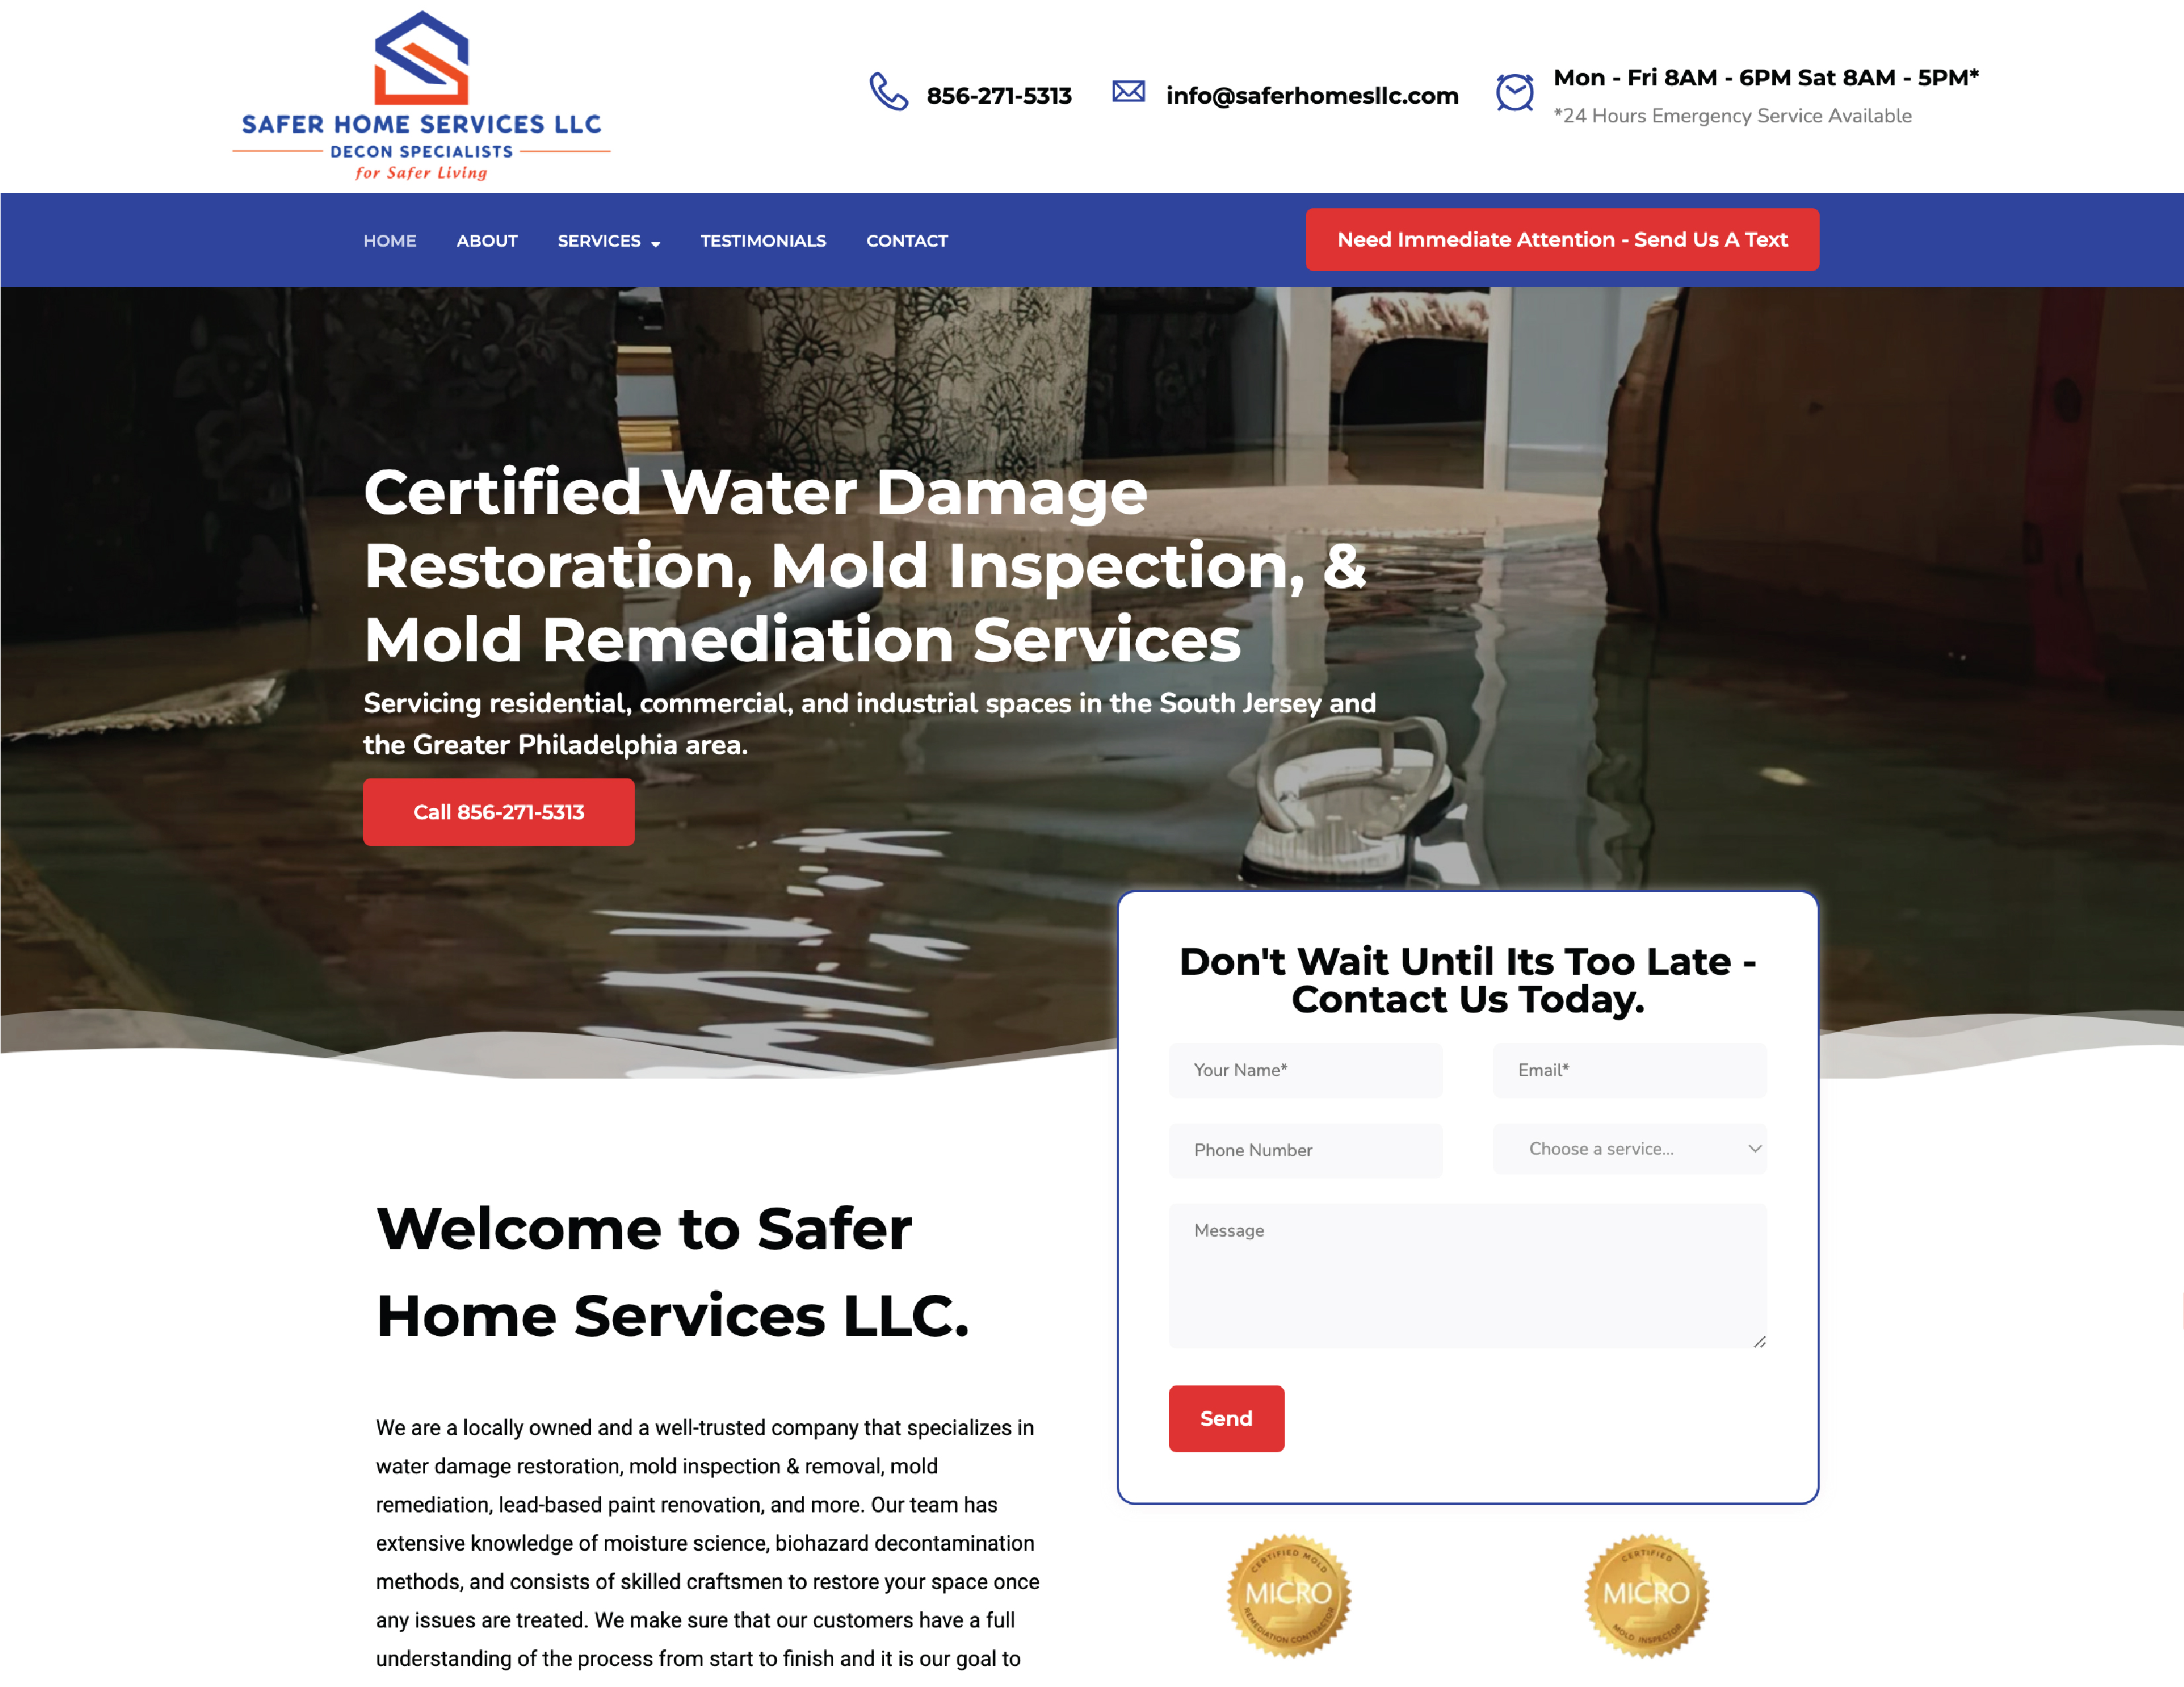 SAFER HOME SERVICES LLC
DECON SPECIALISTS
for Safer Living
856-271-5313
info@saferhomesllc.com
Mon - Fri 8AM - 6PM Sat 8AM - 5PM*
*24 Hours Emergency Service Available
HOME ABOUT SERVICES TESTIMONIALS CONTACT
Need Immediate Attention - Send Us A Text
Certified Water Damage
Restoration, Mold Inspection, &
Mold Remediation Services
Servicing residential, commercial, and industrial spaces in the South Jersey and
the Greater Philadelphia area.
Call 856-271-5313
Don't Wait Until Its Too Late -
Contact Us Today.
Your Name*
Email*
Phone Number
Choose a service...
Message
Send
Welcome to Safer
Home Services LLC.
We are a locally owned and a well-trusted company that specializes in
water damage restoration, mold inspection & removal, mold
remediation, lead-based paint renovation, and more. Our team has
extensive knowledge of moisture science, biohazard decontamination
methods, and consists of skilled craftsmen to restore your space once
any issues are treated. We make sure that our customers have a full
understanding of the process from start to finish and it is our goal to
CERTIFIED MOLD
MICRO
REMEDIATION CONTRACTOR
CERTIFIED
MICRO
MOLD INSPECTOR